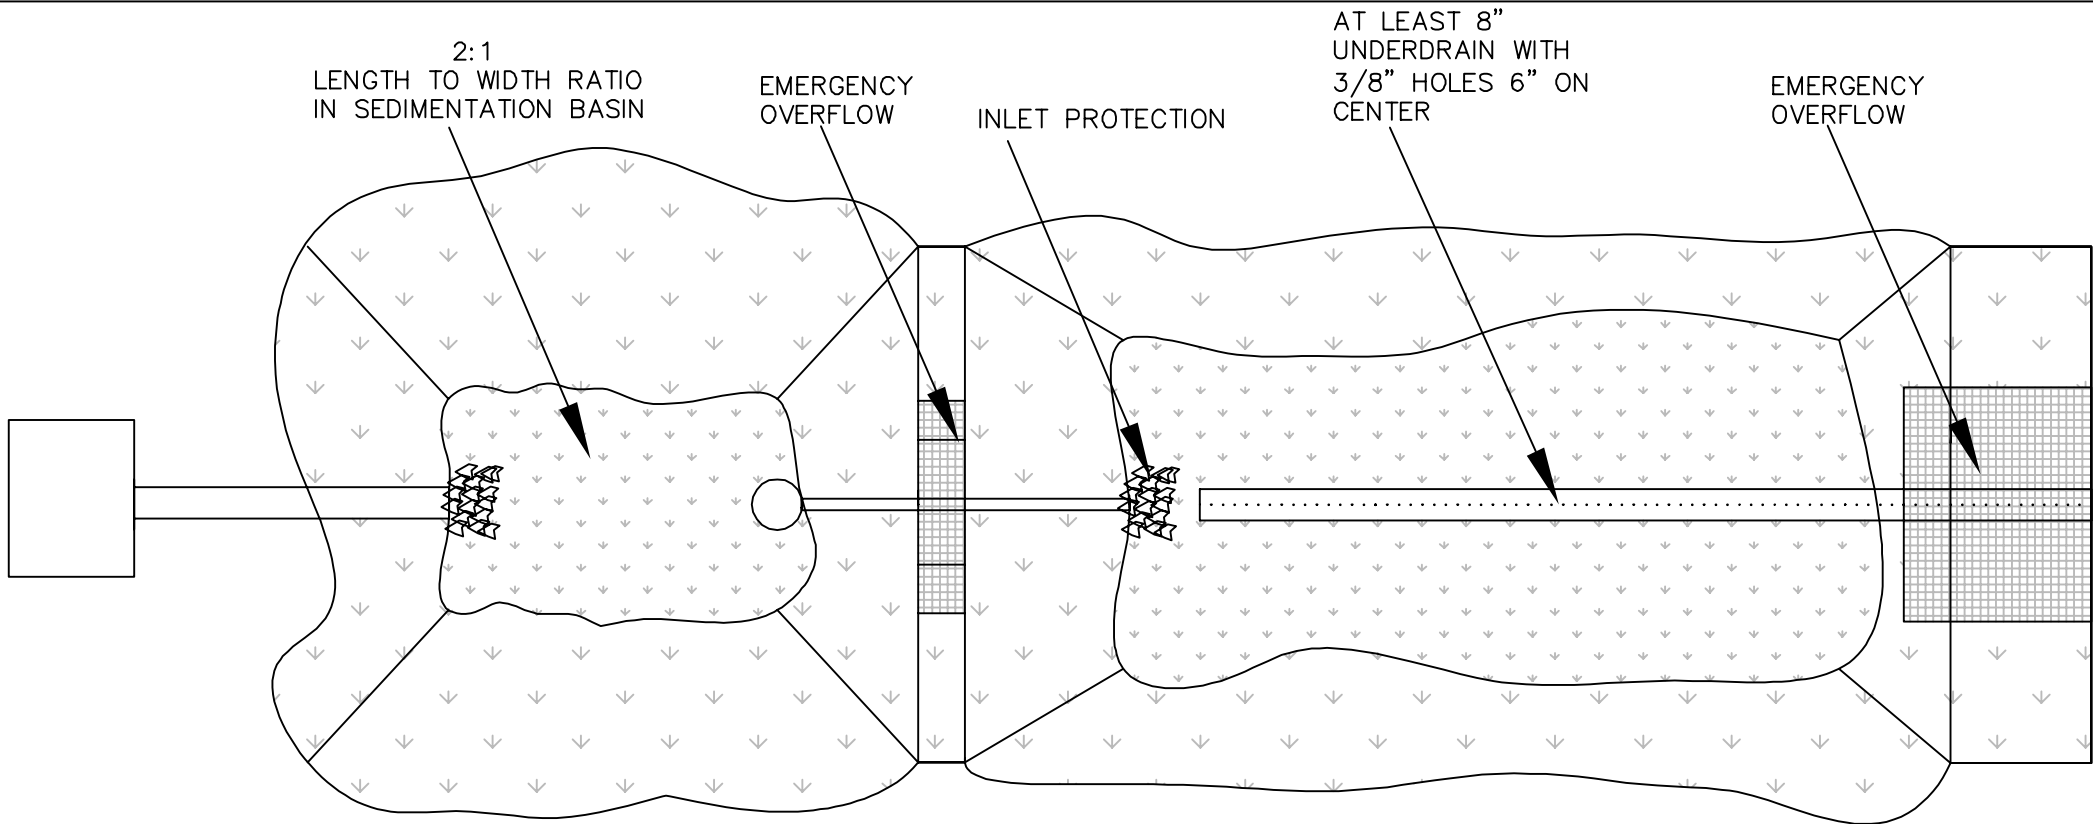 2:1
LENGTH TO WIDTH RATIO
IN SEDIMENTATION BASIN
EMERGENCY
OVERFLOW
INLET PROTECTION
AT LEAST 8"
UNDERDRAIN WITH
3/8" HOLES 6" ON
CENTER
EMERGENCY
OVERFLOW